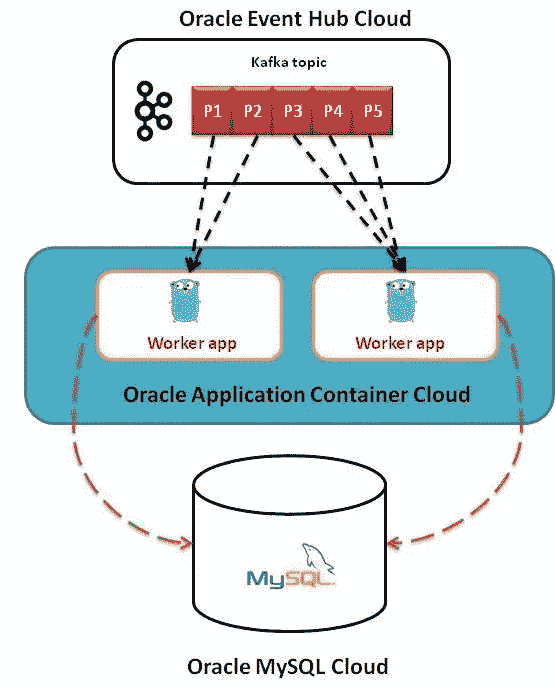 Oracle Event Hub Cloud
Kafka topic
P1 P2 P3 P4 P5
Worker app
Worker app
Oracle Application Container Cloud
MySQL
Oracle MySQL Cloud